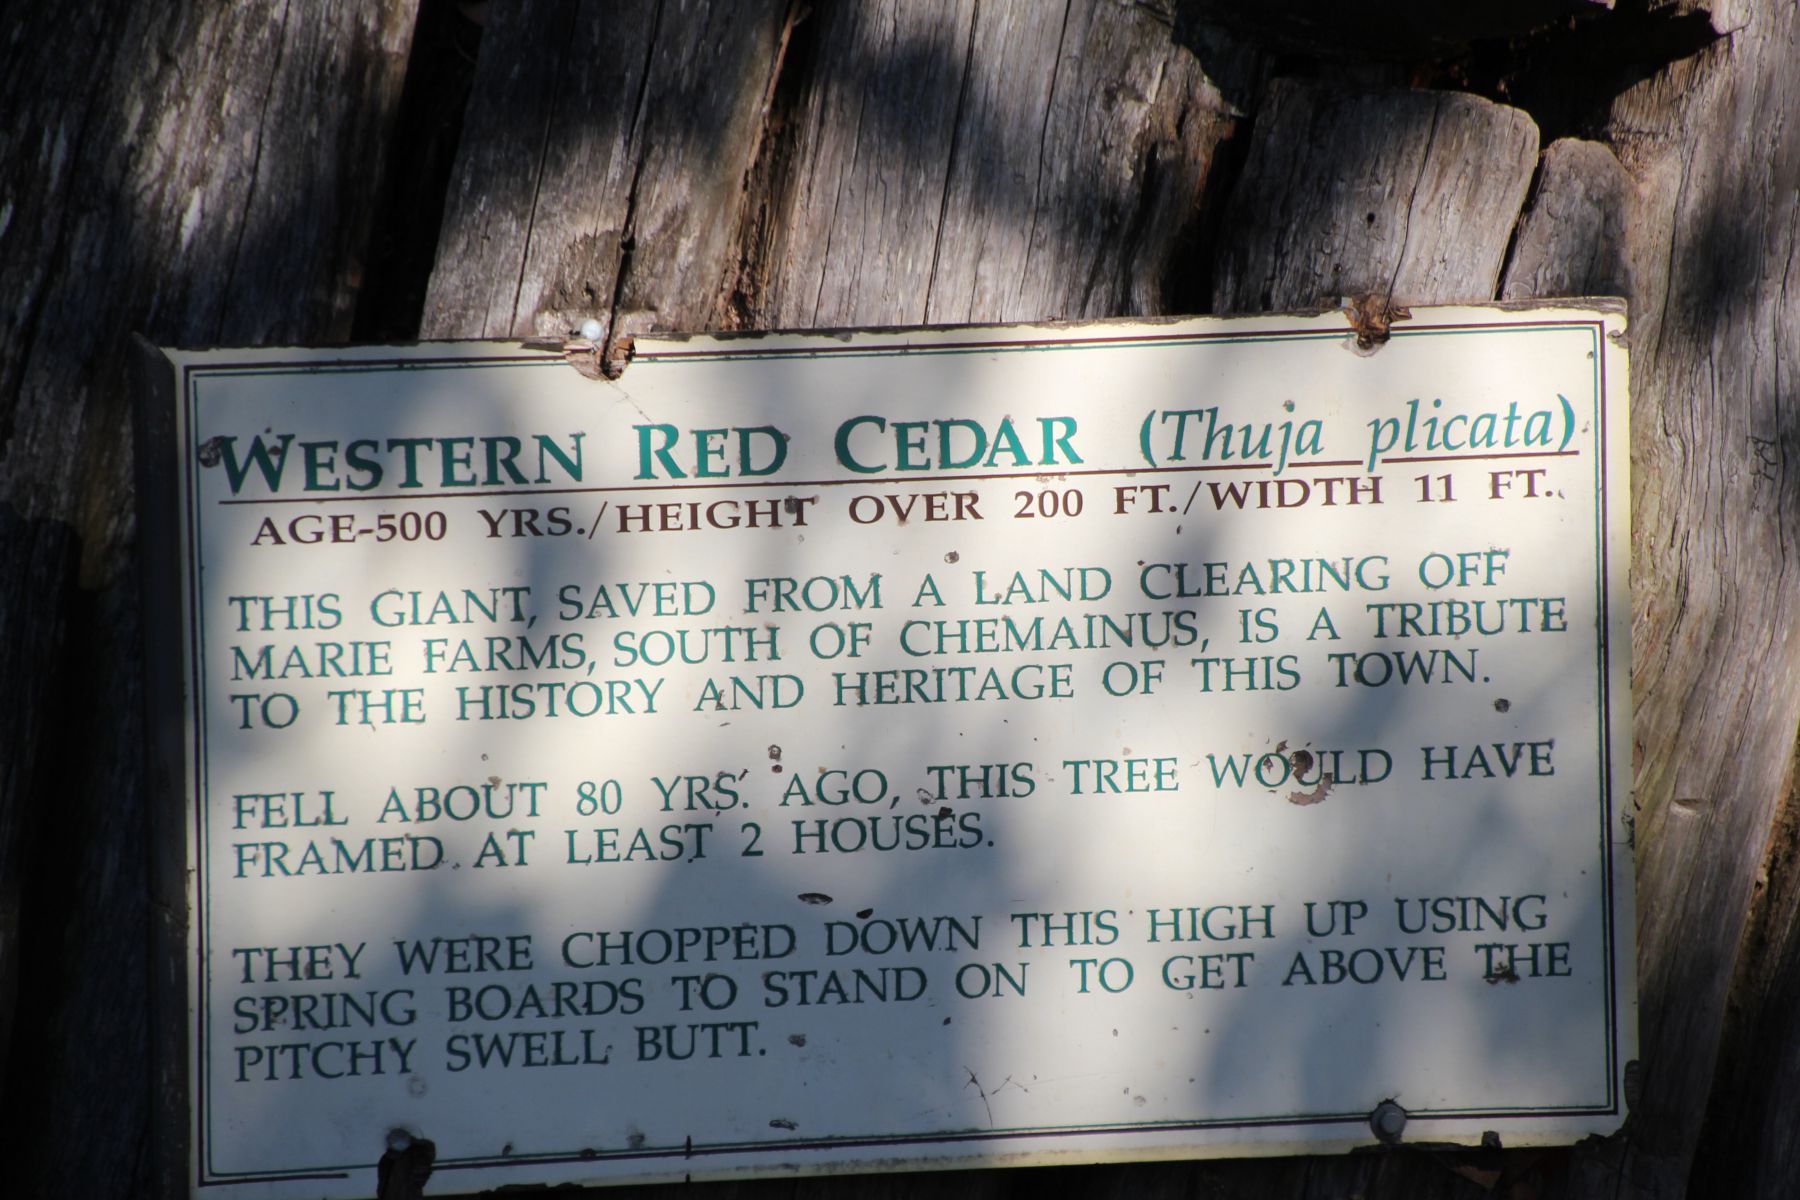 WESTERN RED CEDAR (Thuja plicata)
AGE-500 YRS./HEIGHT OVER 200 FT./WIDTH 11 FT.
THIS GIANT, SAVED FROM A LAND CLEARING OFF
MARIE FARMS, SOUTH OF CHEMAINUS, IS A TRIBUTE
TO THE HISTORY AND HERITAGE OF THIS TOWN.
FELL ABOUT 80 YRS. AGO, THIS TREE WOULD HAVE
FRAMED AT LEAST 2 HOUSES.
THEY WERE CHOPPED DOWN THIS HIGH UP USING
SPRING BOARDS TO STAND ON TO GET ABOVE THE
PITCHY SWELL BUTT.